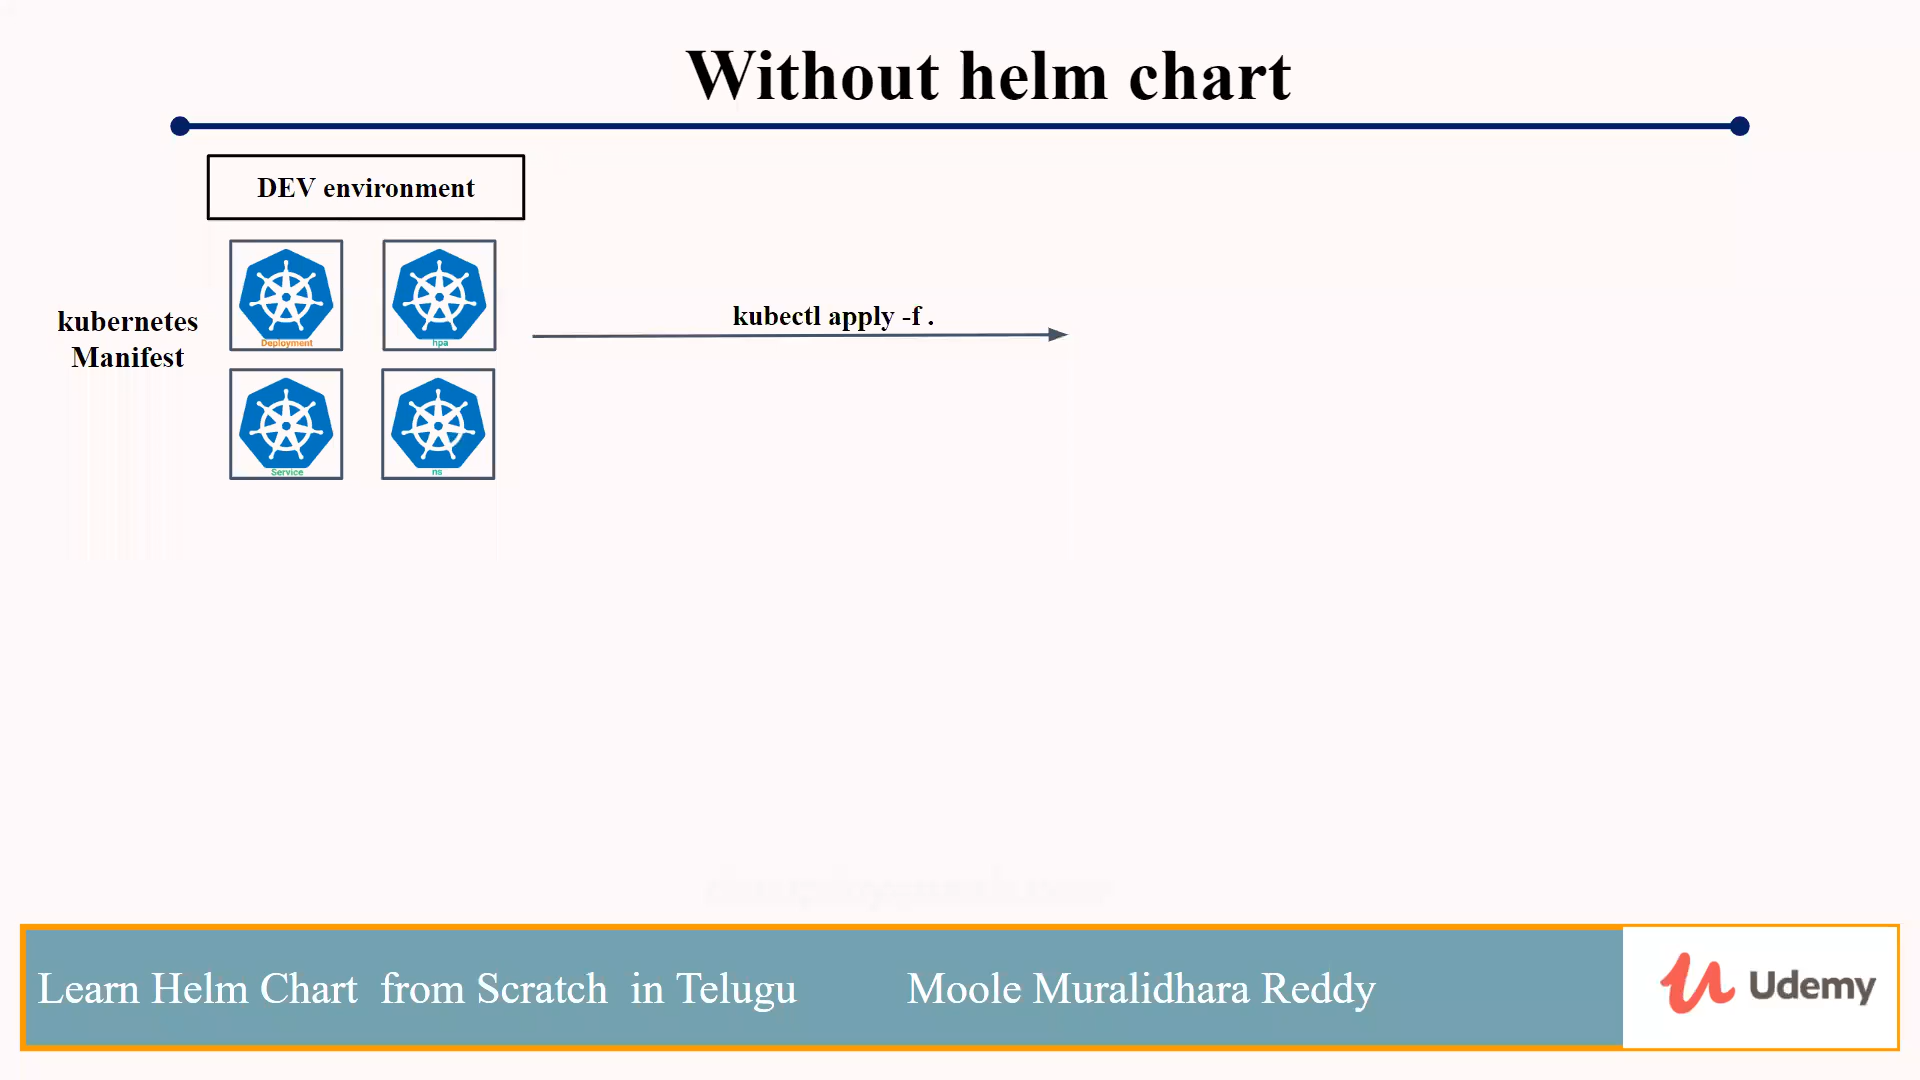 Without helm chart
DEV environment
kubernetes
Manifest
Deployment
hpa
kubectl apply -f .
Service
ns
Learn Helm Chart from Scratch in Telugu
Moole Muralidhara Reddy
Udemy